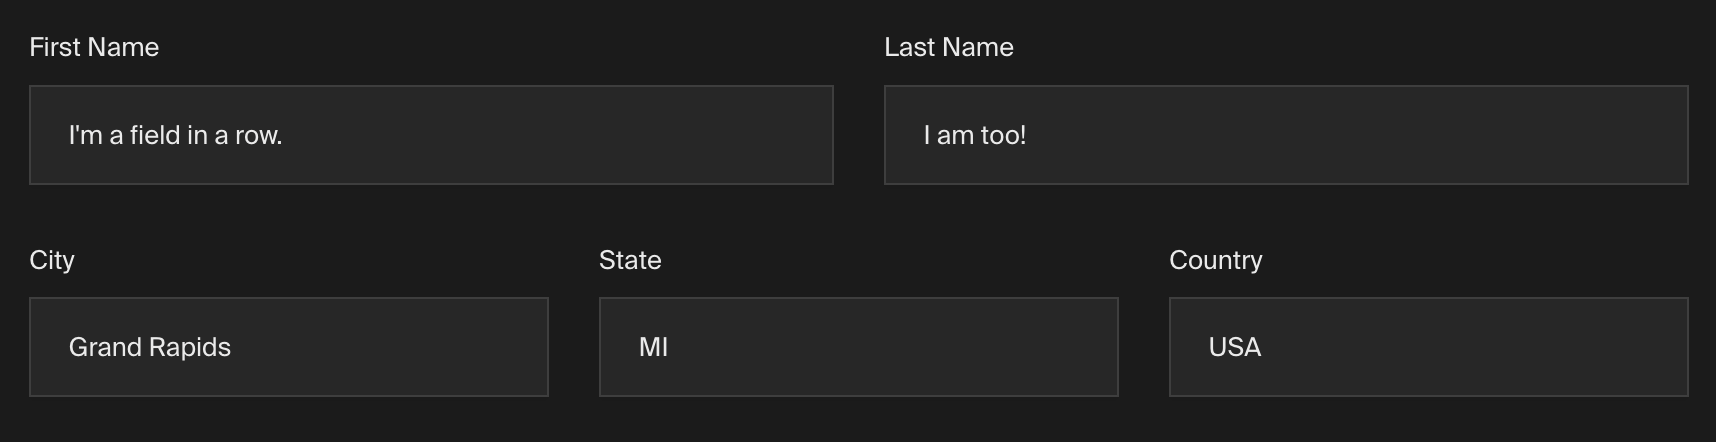 First Name
Last Name
I'm a field in a row.
I am too!
City
State
Country
Grand Rapids
MI
USA